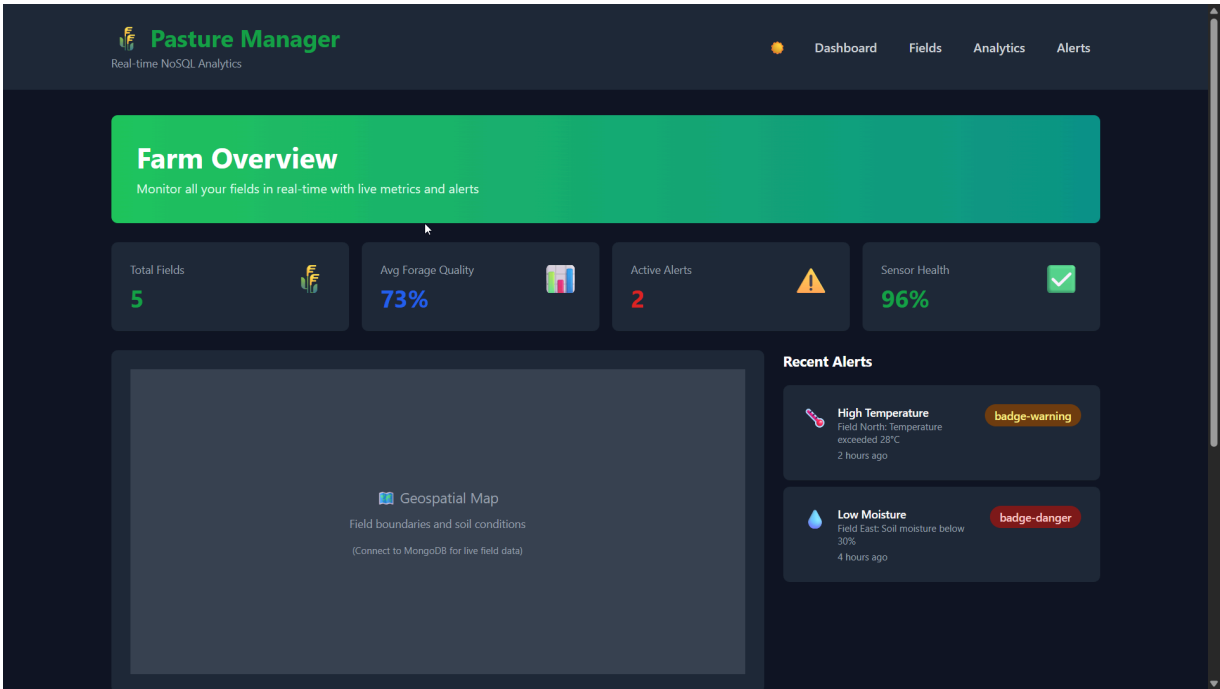 Pasture Manager
Real-time NoSQL Analytics
Dashboard
Fields
Analytics
Alerts
Farm Overview
Monitor all your fields in real-time with live metrics and alerts
Total Fields
5
Avg Forage Quality
73%
Active Alerts
2
Sensor Health
96%
Geospatial Map
Field boundaries and soil conditions
(Connect to MongoDB for live field data)
Recent Alerts
High Temperature
badge-warning
Field North: Temperature
exceeded 28°C
2 hours ago
Low Moisture
badge-danger
Field East: Soil moisture below
30%
4 hours ago